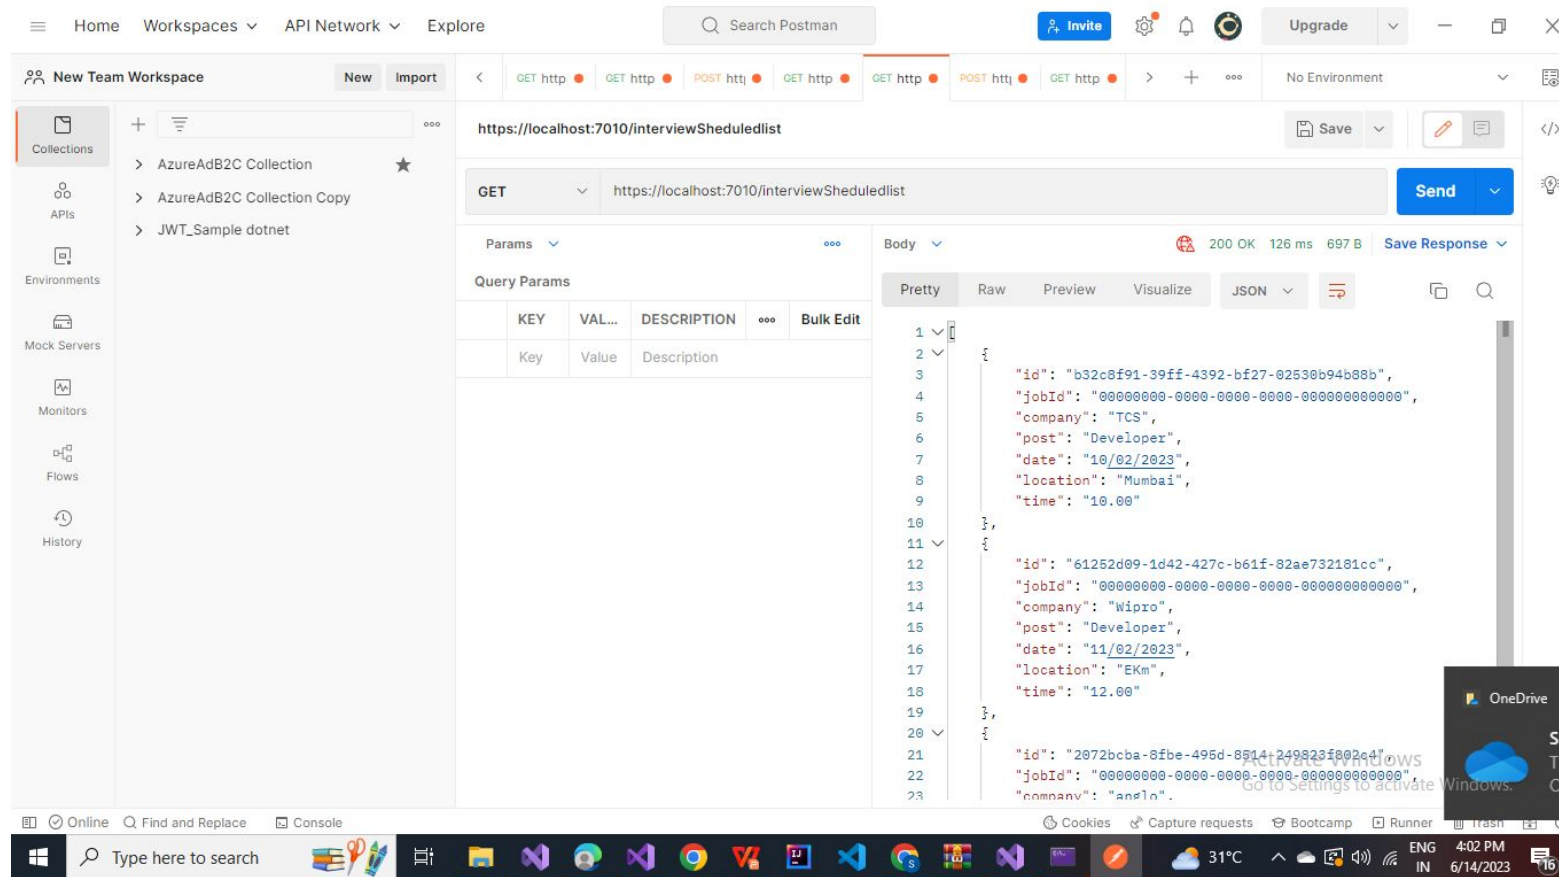 Home Workspaces API Network Explore Search Postman Invite Upgrade
New Team Workspace New Import GET http GET http POST htt GET http GET http POST htt GET http No Environment
Collections
APIs
Environments
Mock Servers
Monitors
Flows
History
AzureAdB2C Collection
AzureAdB2C Collection Copy
JWT_Sample dotnet
https://localhost:7010/interviewSheduledlist Save
GET https://localhost:7010/interviewSheduledlist Send
Params
Query Params
KEY VAL... DESCRIPTION Bulk Edit
Key Value Description
Body 200 OK 126 ms 697 B Save Response
Pretty Raw Preview Visualize JSON
1 [
2 {
3 "id": "b32c8f91-39ff-4392-bf27-02530b94b88b",
4 "jobId": "00000000-0000-0000-0000-000000000000",
5 "company": "TCS",
6 "post": "Developer",
7 "date": "10/02/2023",
8 "location": "Mumbai",
9 "time": "10.00"
10 },
11 {
12 "id": "61252d09-1d42-427c-b61f-82ae732181cc",
13 "jobId": "00000000-0000-0000-0000-000000000000",
14 "company": "Wipro",
15 "post": "Developer",
16 "date": "11/02/2023",
17 "location": "EKm",
18 "time": "12.00"
19 },
20 {
21 "id": "2072bcba-8fbe-495d-8514-249823f802c4",
22 "jobId": "00000000-0000-0000-0000-000000000000",
23 "company": "anglo",
OneDrive
Activate Windows
Go to Settings to activate Windows.
Online Find and Replace Console Cookies Capture requests Bootcamp Runner Trash
Type here to search 31°C ENG 4:02 PM
IN 6/14/2023 16